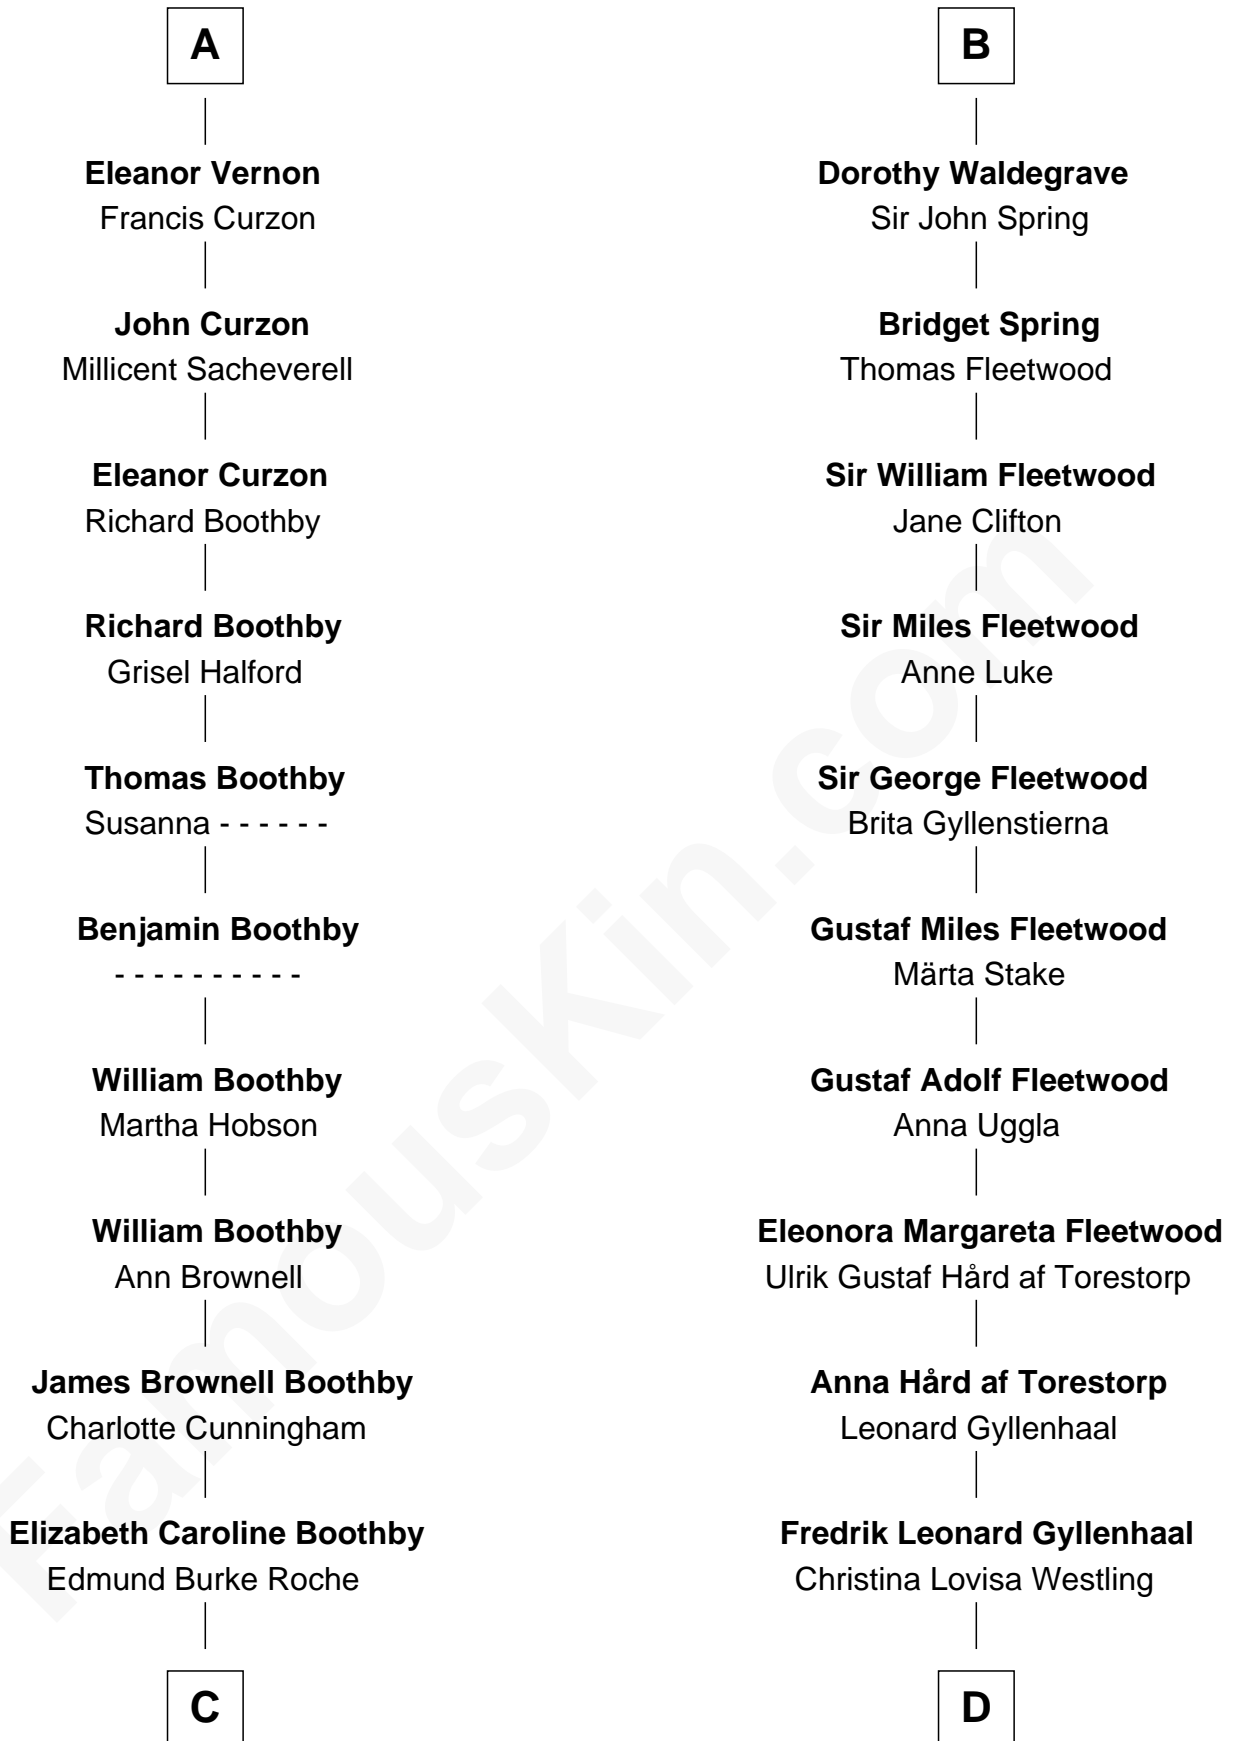 A
Eleanor Vernon
Francis Curzon
John Curzon
Millicent Sacheverell
Eleanor Curzon
Richard Boothby
Richard Boothby
Grisel Halford
Thomas Boothby
Susanna - - - - - -
Benjamin Boothby
- - - - - - - - - -
William Boothby
Martha Hobson
William Boothby
Ann Brownell
James Brownell Boothby
Charlotte Cunningham
Elizabeth Caroline Boothby
Edmund Burke Roche
C
B
Dorothy Waldegrave
Sir John Spring
Bridget Spring
Thomas Fleetwood
Sir William Fleetwood
Jane Clifton
Sir Miles Fleetwood
Anne Luke
Sir George Fleetwood
Brita Gyllenstierna
Gustaf Miles Fleetwood
Märta Stake
Gustaf Adolf Fleetwood
Anna Uggla
Eleonora Margareta Fleetwood
Ulrik Gustaf Hård af Torestorp
Anna Hård af Torestorp
Leonard Gyllenhaal
Fredrik Leonard Gyllenhaal
Christina Lovisa Westling
D
FamousKin.com